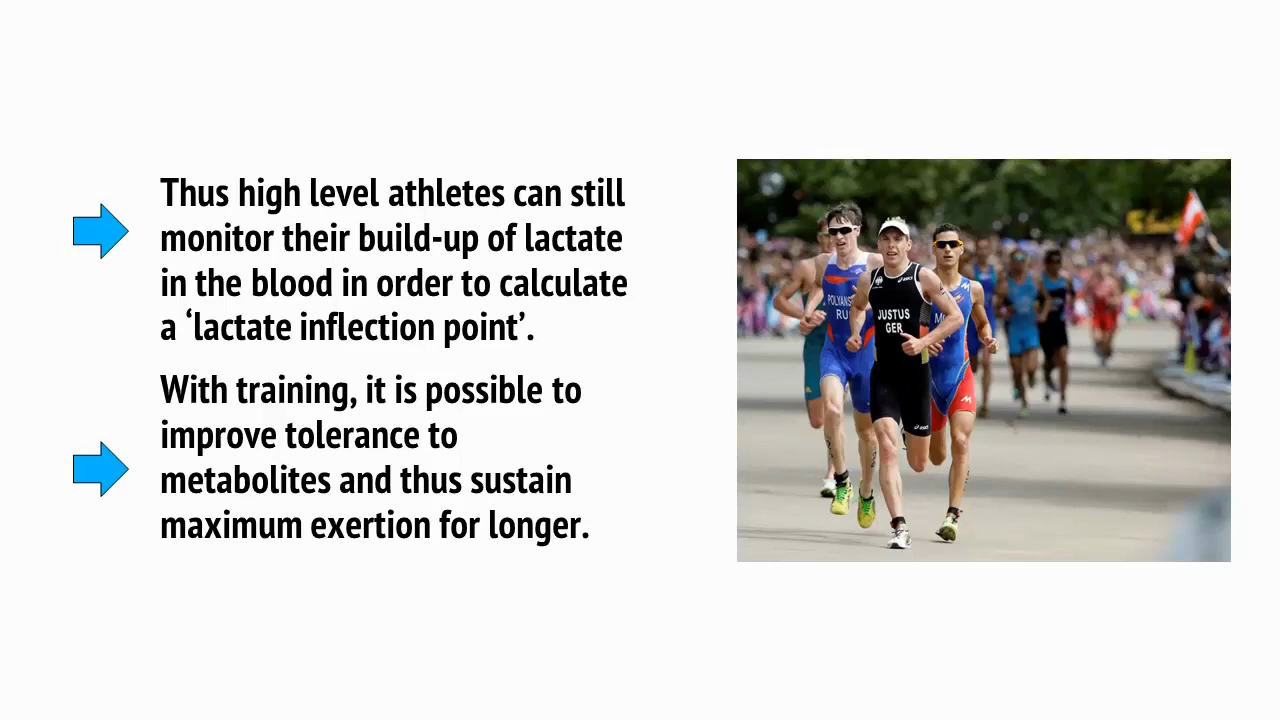 Thus high level athletes can still
monitor their build-up of lactate
in the blood in order to calculate
a ‘lactate inflection point’.
With training, it is possible to
improve tolerance to
metabolites and thus sustain
maximum exertion for longer.
JUSTUS
GER